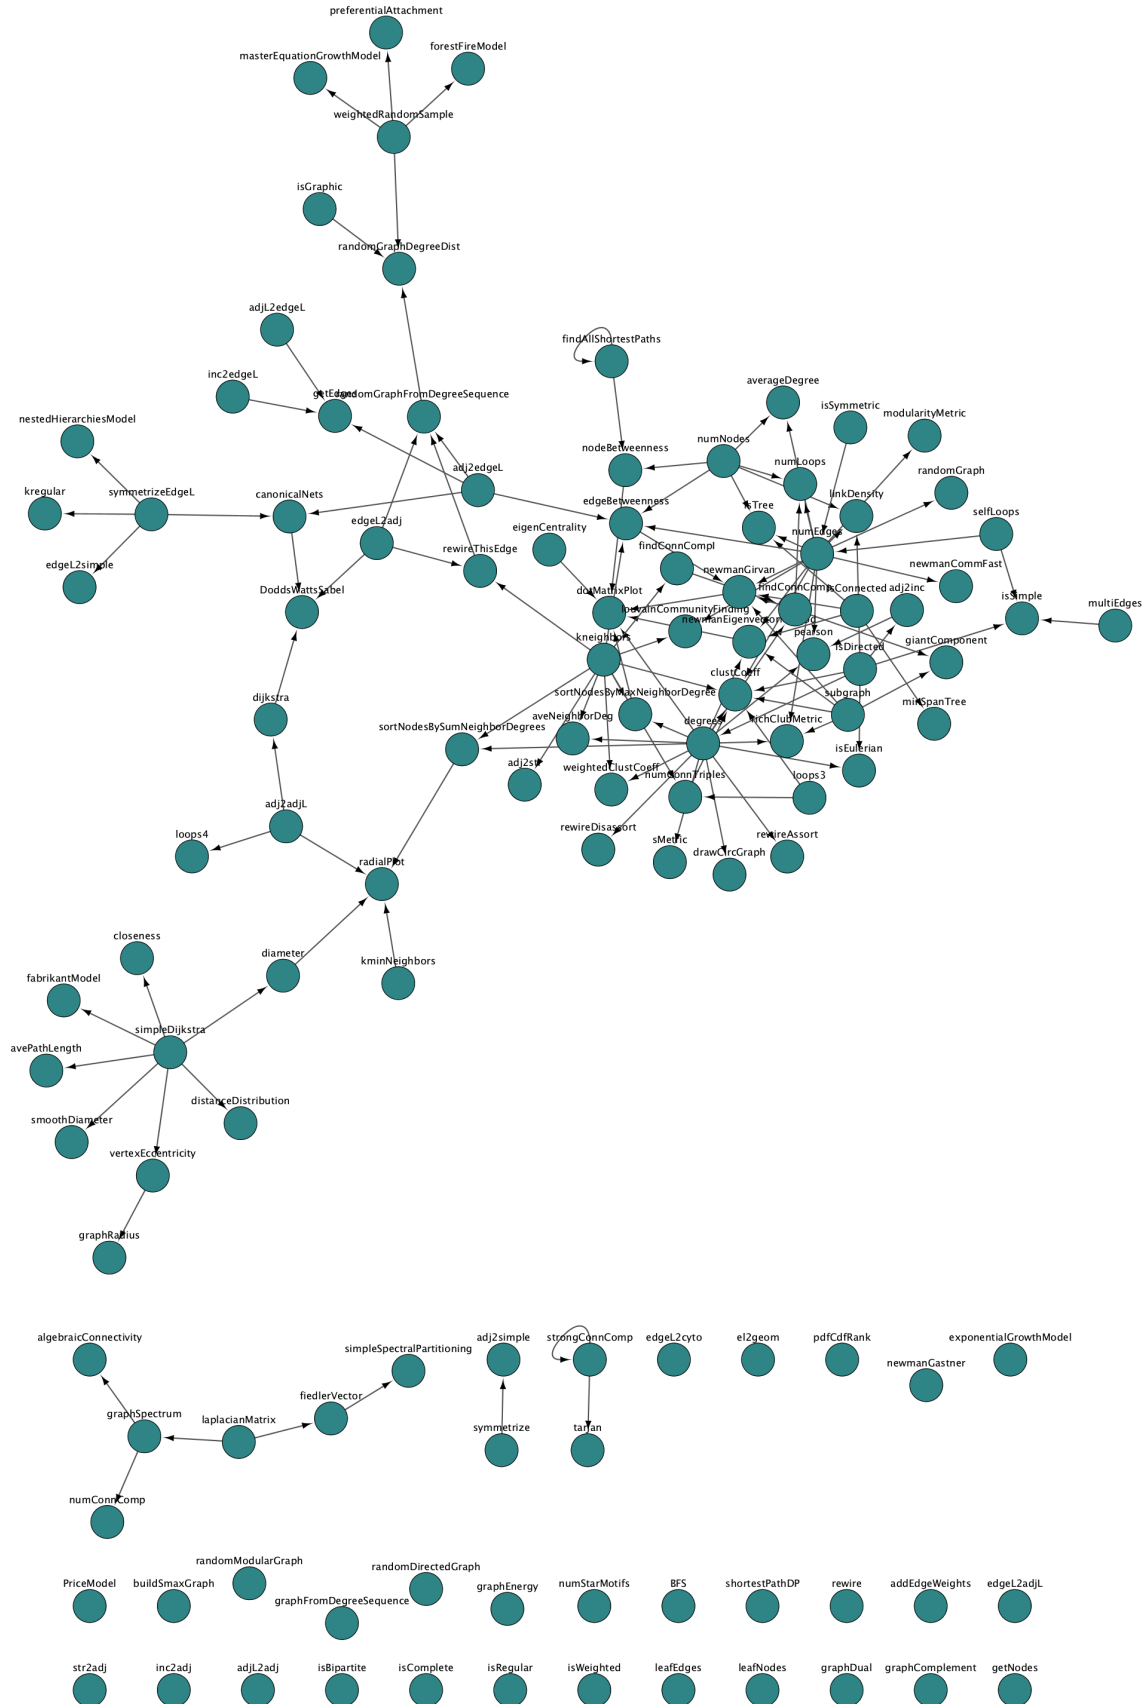 preferentialAttachment
forestFireModel
masterEquationGrowthModel
weightedRandomSample
isGraphic
randomGraphDegreeDist
adjL2edgeL
findAllShortestPaths
inc2edgeL
averageDegree
getEdges
randomGraphFromDegreeSequence
isSymmetric
modularityMetric
nestedHierarchiesModel
numNodes
nodeBetweenness
numLoops
randomGraph
adj2edgeL
kregular
symmetrizeEdgeL
canonicalNets
edgeBetweenness
linkDensity
selfLoops
edgeL2adj
eigenCentrality
isTree
numEdges
rewireThisEdge
findConnCompI
newmanCommFast
edgeL2simple
newmanGirvan
findConnComp
isConnected
adj2inc
DoddsWattsSabel
dotMatrixPlot
louvainCommunityFinding
isSimple
multiEdges
kneighbors
pearson
isDirected
giantComponent
clustCoeff
dijkstra
sortNodesByMaxNeighborDegree
subgraph
minSpanTree
sortNodesBySumNeighborDegrees
aveNeighborDeg
degrees
richClubMetric
isEulerian
adj2str
weightedClustCoeff
numConnTriples
loops3
adj2adjL
loops4
rewireDisassort
sMetric
drawCircGraph
rewireAssort
radialPlot
closeness
diameter
kminNeighbors
fabrikantModel
simpleDijkstra
avePathLength
distanceDistribution
smoothDiameter
vertexEccentricity
graphRadius
algebraicConnectivity
simpleSpectralPartitioning
adj2simple
strongConnComp
edgeL2cyto
el2geom
pdfCdfRank
newmanGastner
exponentialGrowthModel
graphSpectrum
laplacianMatrix
fiedlerVector
symmetrize
tarjan
numConnComp
PriceModel
buildSmaxGraph
randomModularGraph
graphFromDegreeSequence
randomDirectedGraph
graphEnergy
numStarMotifs
BFS
shortestPathDP
rewire
addEdgeWeights
edgeL2adjL
str2adj
inc2adj
adjL2adj
isBipartite
isComplete
isRegular
isWeighted
leafEdges
leafNodes
graphDual
graphComplement
getNodes